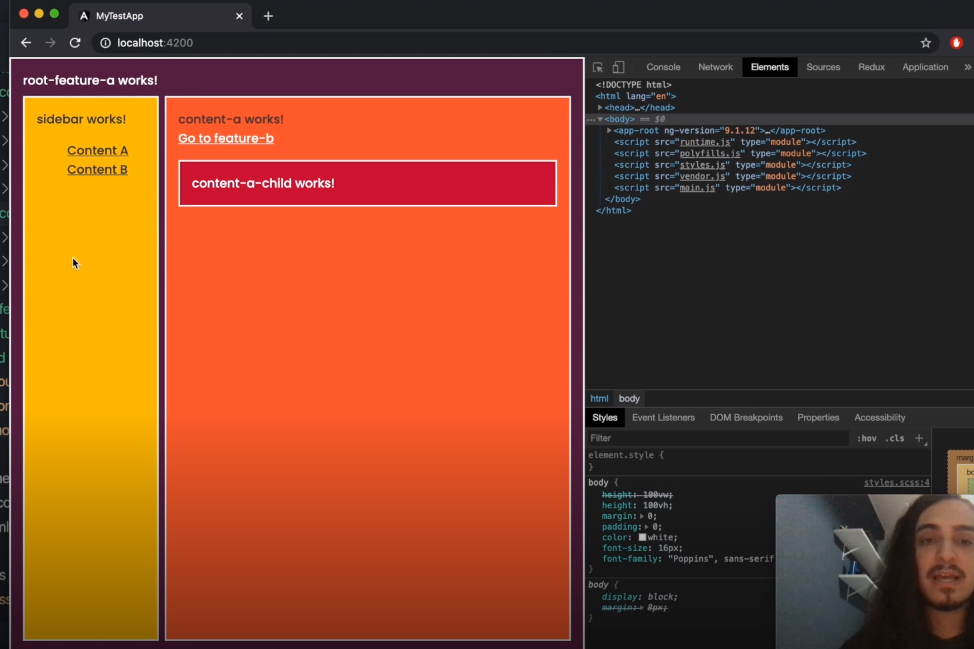 MyTestApp
localhost:4200
root-feature-a works!
sidebar works!
Content A
Content B
content-a works!
Go to feature-b
content-a-child works!
Console Network Elements Sources Redux Application »
<!DOCTYPE html>
<html lang="en">
▶<head>…</head>
…▼<body> == $0
▶<app-root ng-version="9.1.12">…</app-root>
<script src="runtime.js" type="module"></script>
<script src="polyfills.js" type="module"></script>
<script src="styles.js" type="module"></script>
<script src="vendor.js" type="module"></script>
<script src="main.js" type="module"></script>
</body>
</html>
html body
Styles Event Listeners DOM Breakpoints Properties Accessibility
Filter :hov .cls +
element.style {
}
body { styles.scss:4
height: 100vw;
height: 100vh;
margin:▶ 0;
padding:▶ 0;
color: white;
font-size: 16px;
font-family: "Poppins", sans-serif
}
body {
display: block;
margin:▶ 8px;
}